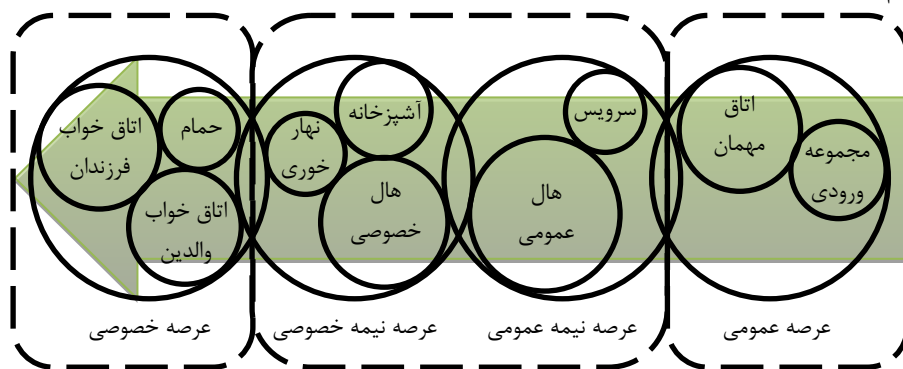 اتاق
مهمان
مجموعه
ورودی
سرویس
هال
عمومی
آشپزخانه
نهار
خوری
هال
خصوصی
حمام
اتاق خواب
فرزندان
اتاق خواب
والدین
عرصه عمومی
عرصه نیمه عمومی
عرصه نیمه خصوصی
عرصه خصوصی